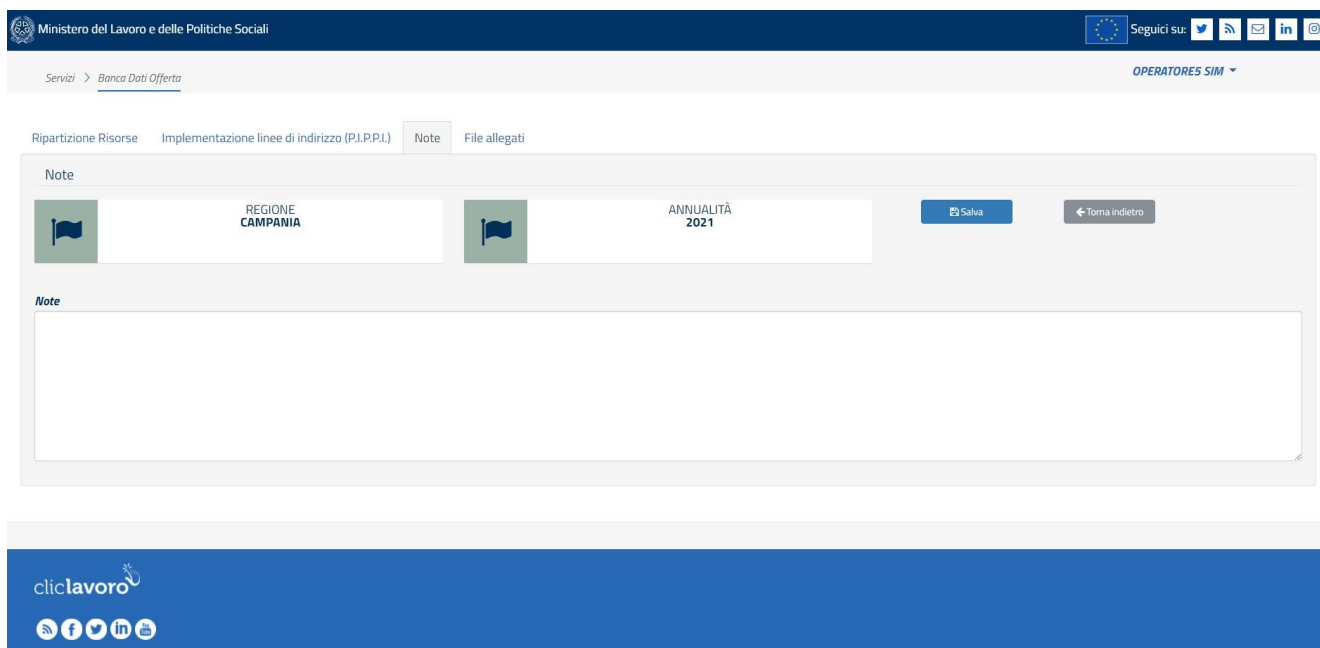 Ministero del Lavoro e delle Politiche Sociali
Seguici su:
Servizi > Banca Dati Offerta
OPERATORE5 SIM
Ripartizione Risorse Implementazione linee di indirizzo (P.I.P.P.I.) Note File allegati
Note
REGIONE
CAMPANIA
ANNUALITÀ
2021
Salva
Torna indietro
Note
cliclavoro